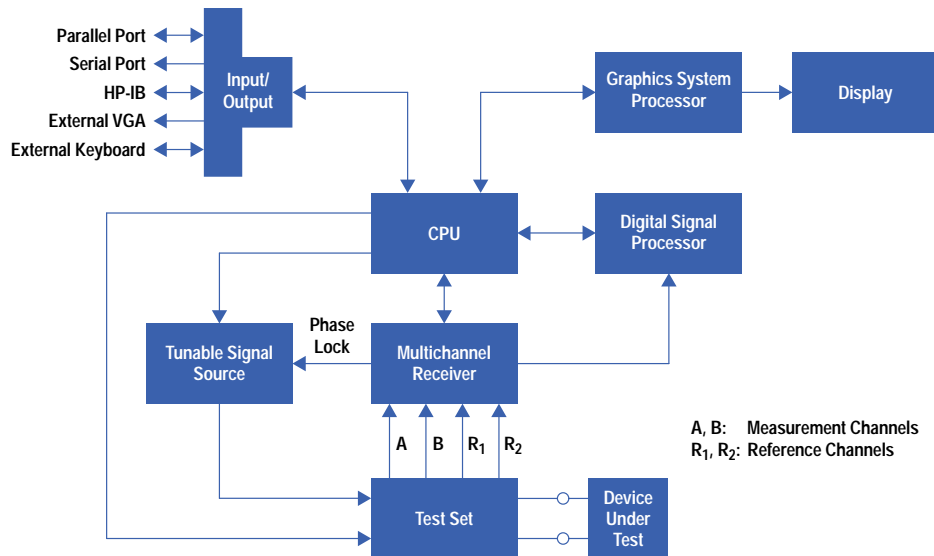 Parallel Port
Serial Port
HP-IB
External VGA
External Keyboard
Input/
Output
Graphics System
Processor
Display
CPU
Digital Signal
Processor
Tunable Signal
Source
Phase
Lock
Multichannel
Receiver
A
B
R1
R2
A, B: Measurement Channels
R1, R2: Reference Channels
Test Set
Device
Under
Test